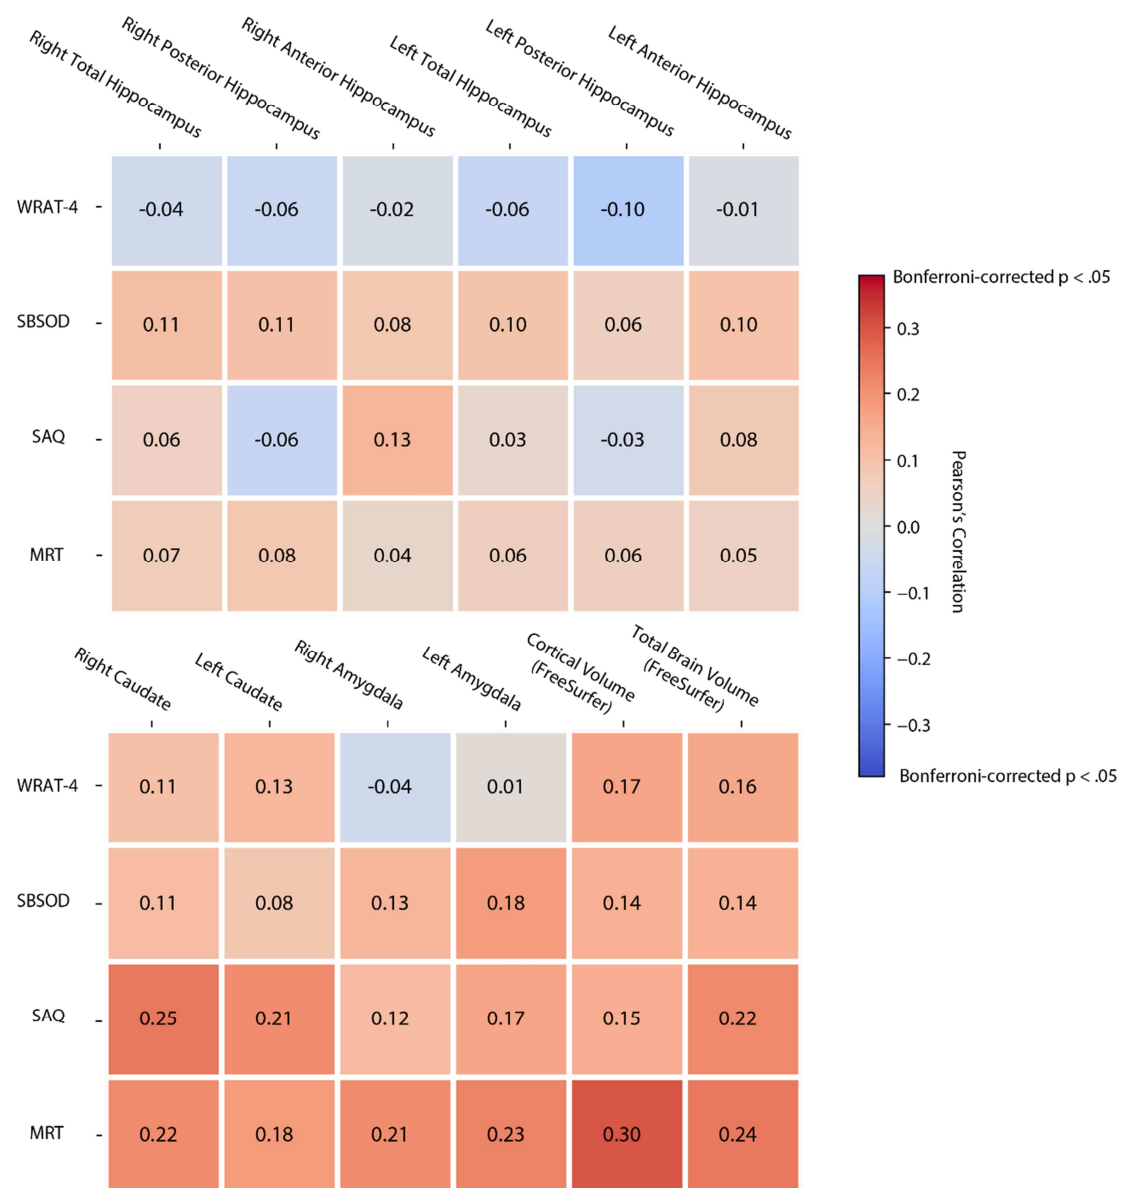 Right Total Hippocampus
Right Posterior Hippocampus
Right Anterior Hippocampus
Left Total HIppocampus
Left Posterior Hippocampus
Left Anterior Hippocampus
WRAT-4 -0.04 -0.06 -0.02 -0.06 -0.10 -0.01
SBSOD 0.11 0.11 0.08 0.10 0.06 0.10
SAQ 0.06 -0.06 0.13 0.03 -0.03 0.08
MRT 0.07 0.08 0.04 0.06 0.06 0.05
Bonferroni-corrected p < .05
0.3
0.2
0.1
0.0
−0.1
−0.2
−0.3
Bonferroni-corrected p < .05
Pearson's Correlation
Right Caudate
Left Caudate
Right Amygdala
Left Amygdala
Cortical Volume
(FreeSurfer)
Total Brain Volume
(FreeSurfer)
WRAT-4 0.11 0.13 -0.04 0.01 0.17 0.16
SBSOD 0.11 0.08 0.13 0.18 0.14 0.14
SAQ 0.25 0.21 0.12 0.17 0.15 0.22
MRT 0.22 0.18 0.21 0.23 0.30 0.24